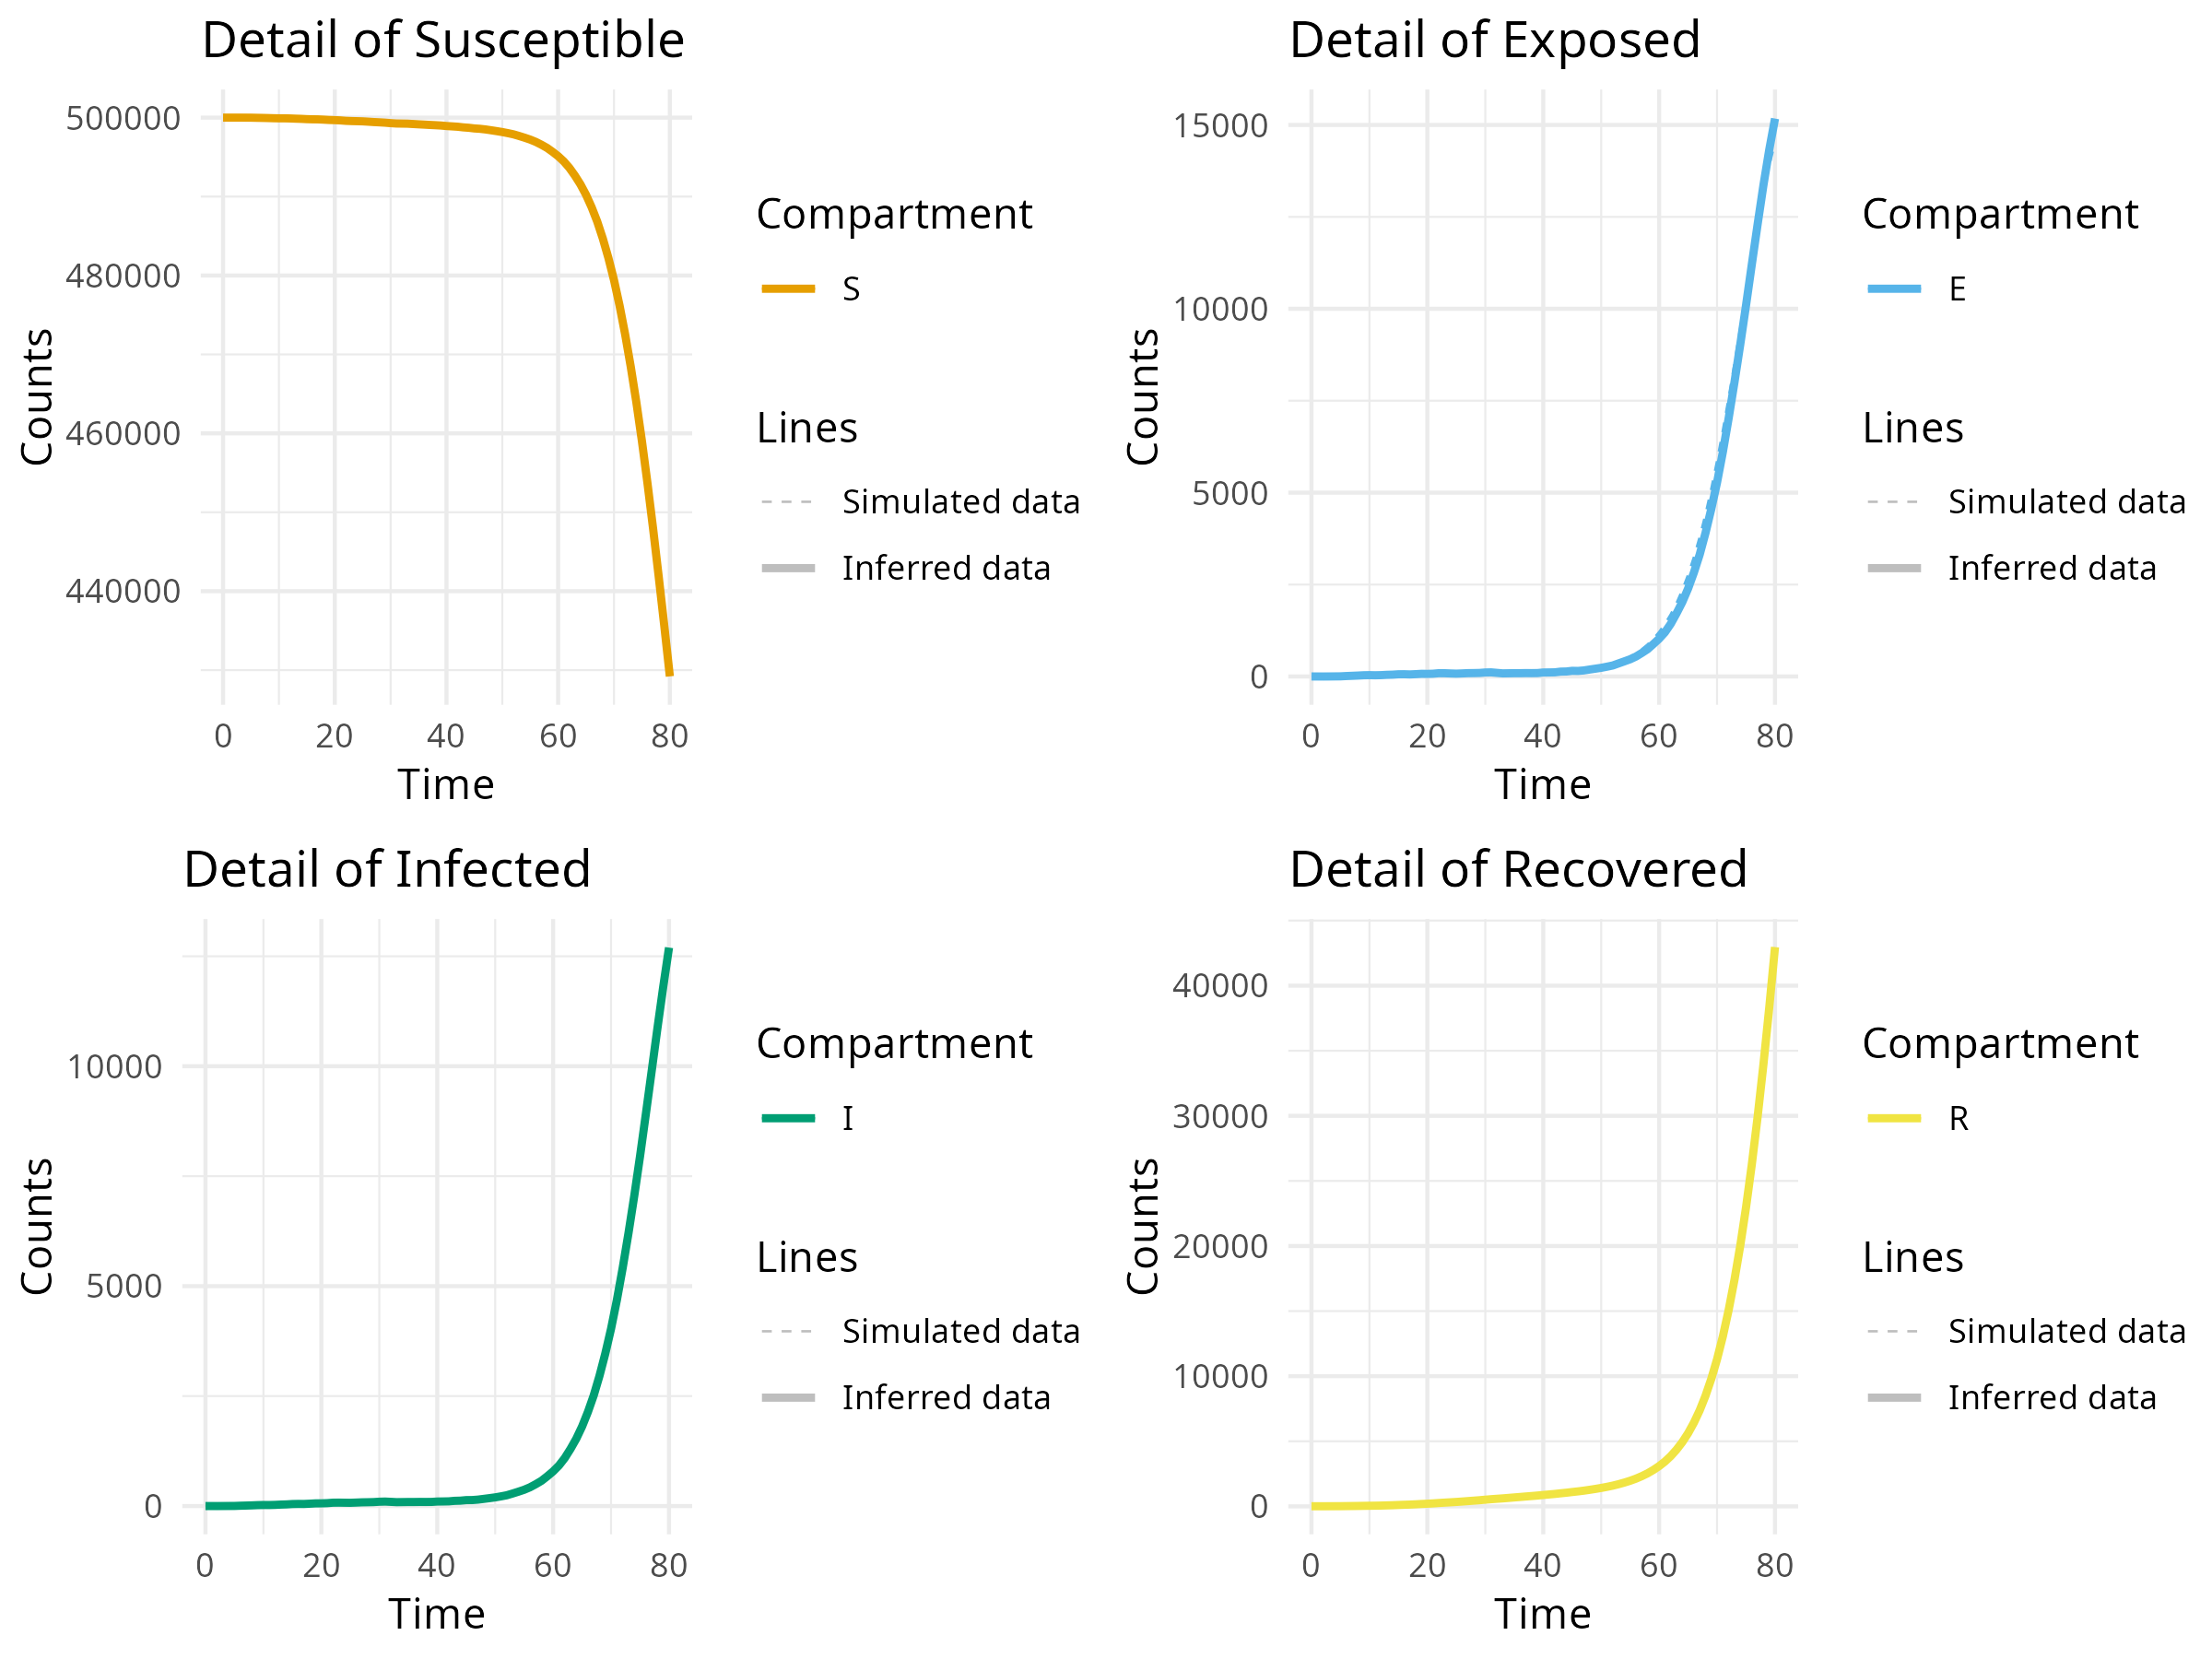 Detail of Susceptible
Counts
500000
480000
460000
440000
0 20 40 60 80
Time
Compartment
S
Lines
Simulated data
Inferred data
Detail of Exposed
Counts
15000
10000
5000
0
0 20 40 60 80
Time
Compartment
E
Lines
Simulated data
Inferred data
Detail of Infected
Counts
10000
5000
0
0 20 40 60 80
Time
Compartment
I
Lines
Simulated data
Inferred data
Detail of Recovered
Counts
40000
30000
20000
10000
0
0 20 40 60 80
Time
Compartment
R
Lines
Simulated data
Inferred data